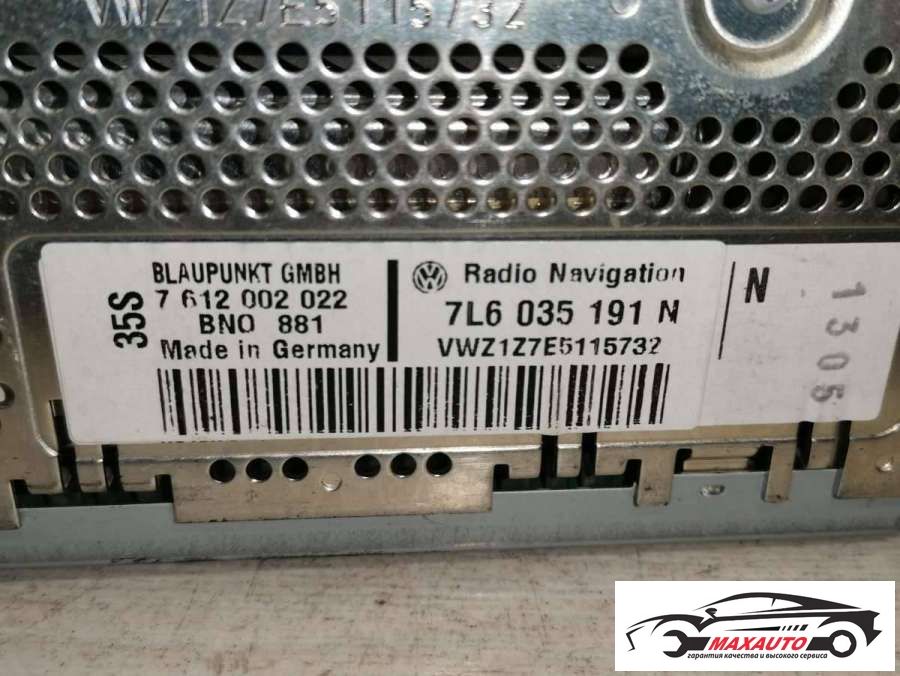 VWZ1Z7E5115732
35S
BLAUPUNKT GMBH
7 612 002 022
BNO 881
Made in Germany
VW Radio Navigation
7L6 035 191 N
VWZ1Z7E5115732
N
1305
MAXAUTO
гарантия качества и высокого сервиса